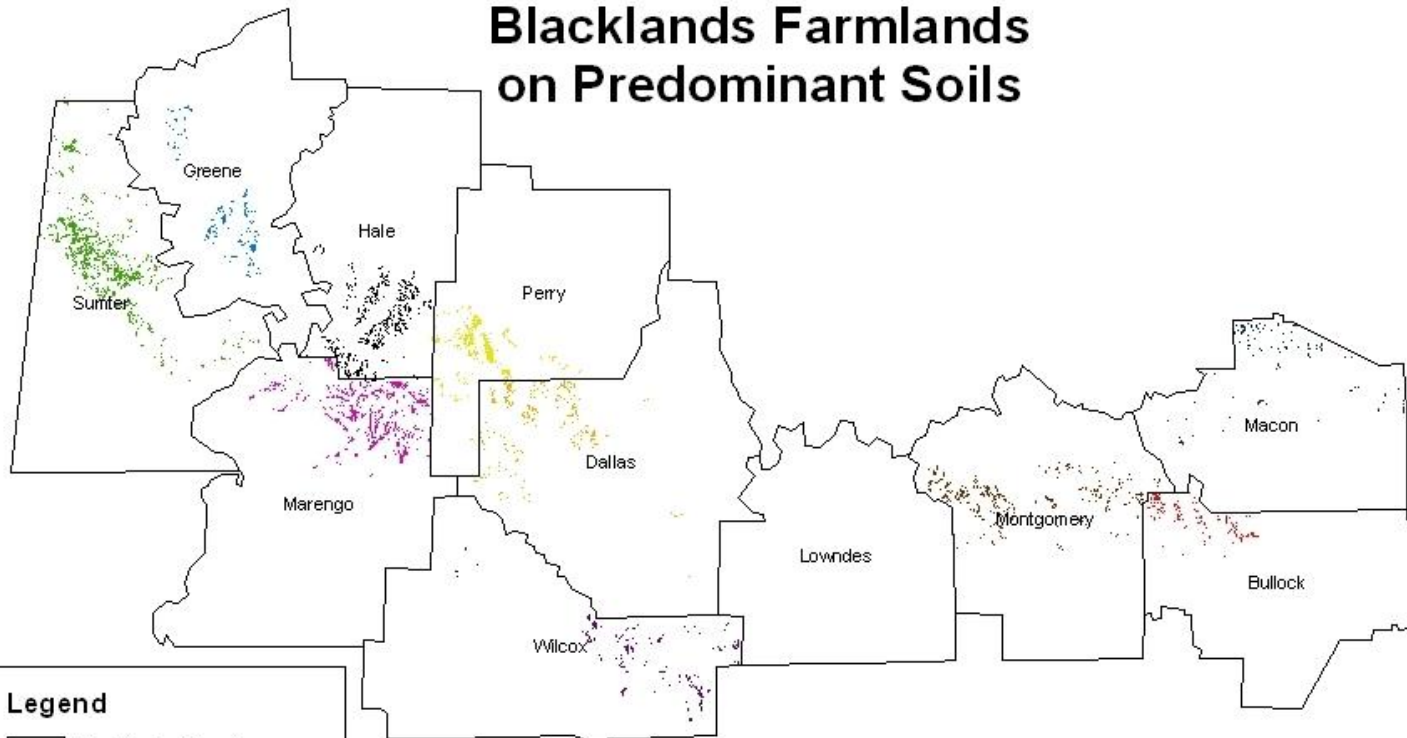 Blacklands Farmlands
on Predominant Soils
Greene
Hale
Sumter
Perry
Macon
Dallas
Marengo
Montgomery
Lowndes
Bullock
Wilcox
Legend